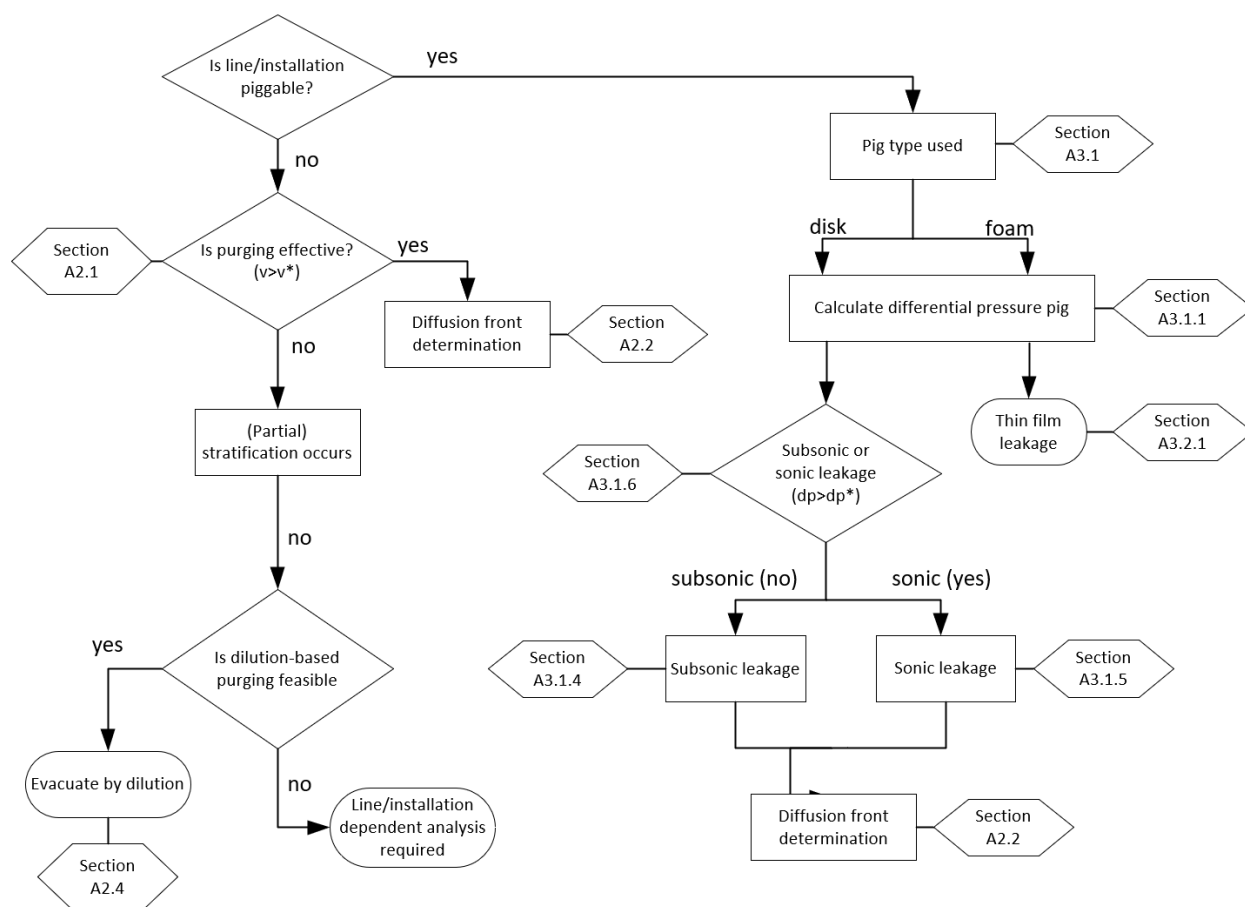 Is line/installation
piggable?
yes
no
Pig type used
Section
A3.1
Section
A2.1
Is purging effective?
(v>v*)
yes
no
Diffusion front
determination
Section
A2.2
disk
foam
Calculate differential pressure pig
Section
A3.1.1
(Partial)
stratification occurs
no
Section
A3.1.6
Subsonic or
sonic leakage
(dp>dp*)
Thin film
leakage
Section
A3.2.1
subsonic (no)
sonic (yes)
yes
Is dilution-based
purging feasible
no
Section
A3.1.4
Subsonic leakage
Sonic leakage
Section
A3.1.5
Evacuate by dilution
Section
A2.4
Line/installation
dependent analysis
required
Diffusion front
determination
Section
A2.2